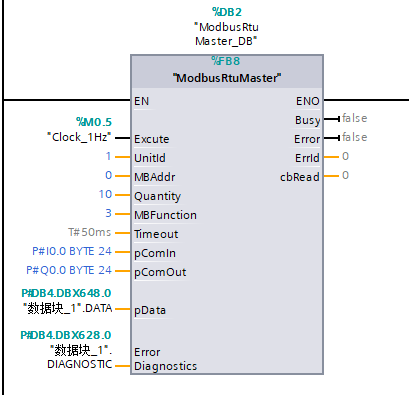 %DB2
"ModbusRtu
Master_DB"
%FB8
"ModbusRtuMaster"
EN
ENO
Busy
false
%M0.5
"Clock_1Hz"
Excute
Error
false
1
UnitId
ErrId
0
0
MBAddr
cbRead
0
10
Quantity
3
MBFunction
T#50ms
Timeout
P#I0.0 BYTE 24
pComIn
P#Q0.0 BYTE 24
pComOut
P#DB4.DBX648.0
"数据块_1".DATA
pData
P#DB4.DBX628.0
"数据块_1".
Error
DIAGNOSTIC
Diagnostics